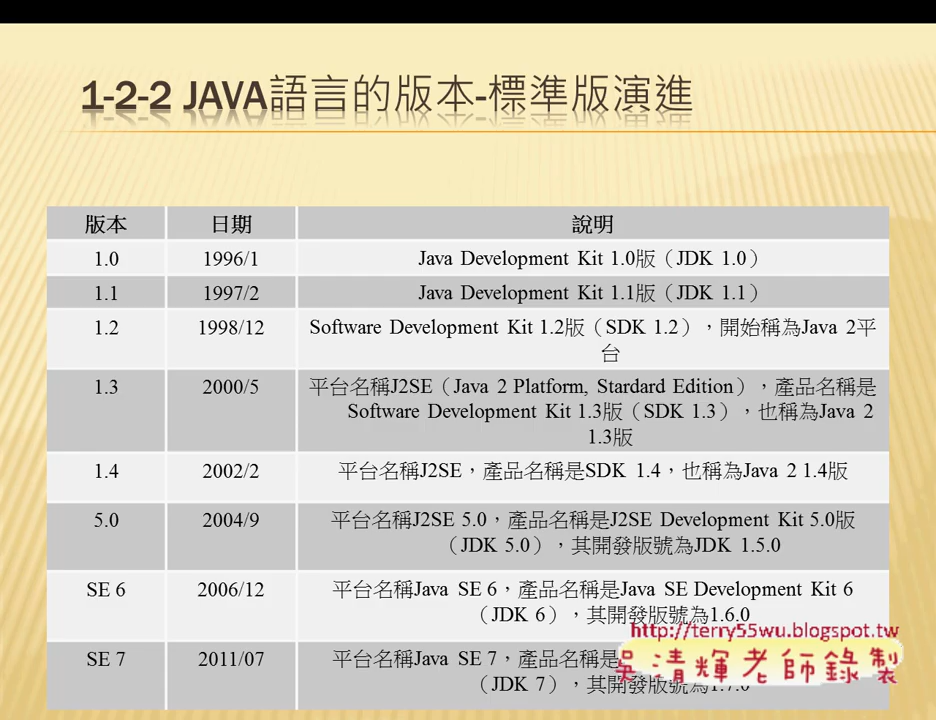 1-2-2 JAVA語言的版本-標準版演進
版本 日期 說明
1.0 1996/1 Java Development Kit 1.0版（JDK 1.0）
1.1 1997/2 Java Development Kit 1.1版（JDK 1.1）
1.2 1998/12 Software Development Kit 1.2版（SDK 1.2），開始稱為Java 2平
台
1.3 2000/5 平台名稱J2SE（Java 2 Platform, Stardard Edition），產品名稱是
Software Development Kit 1.3版（SDK 1.3），也稱為Java 2
1.3版
1.4 2002/2 平台名稱J2SE，產品名稱是SDK 1.4，也稱為Java 2 1.4版
5.0 2004/9 平台名稱J2SE 5.0，產品名稱是J2SE Development Kit 5.0版
（JDK 5.0），其開發版號為JDK 1.5.0
SE 6 2006/12 平台名稱Java SE 6，產品名稱是Java SE Development Kit 6
（JDK 6），其開發版號為1.6.0
http://terry55wu.blogspot.tw
SE 7 2011/07 平台名稱Java SE 7，產品名稱是
吳清輝老師錄製
（JDK 7），其開發版號為1.7.0